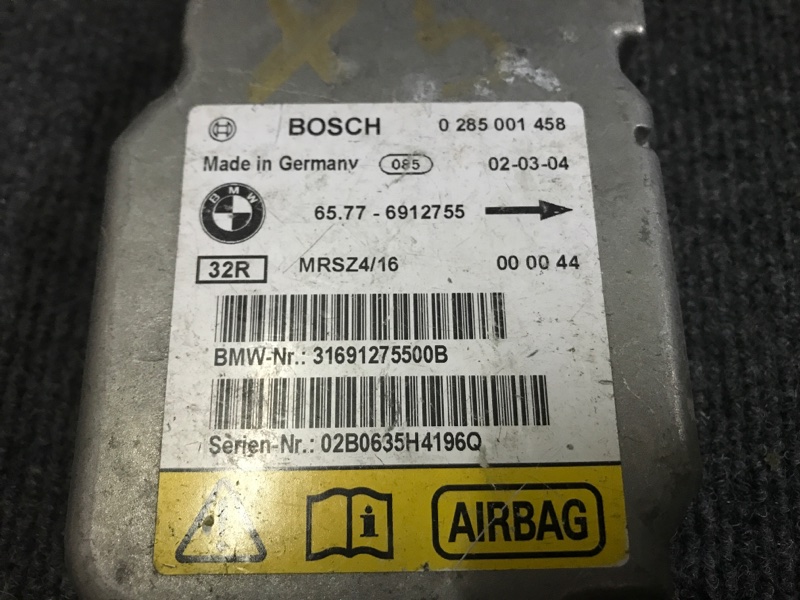 BOSCH 0 285 001 458
Made in Germany 085 02-03-04
BMW 65.77 - 6912755
32R MRSZ4/16 00 00 44
BMW-Nr.: 31691275500B
Serien-Nr.: 02B0635H4196Q
i AIRBAG